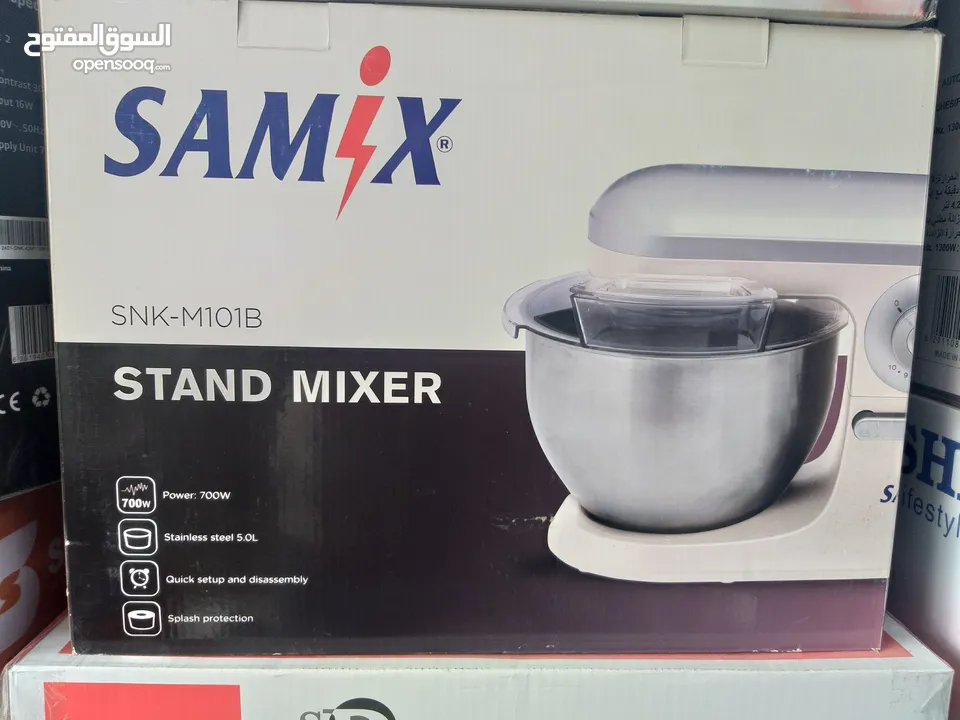 السوق المفتوح
opensooq.com
SAMiX®
SNK-M101B
STAND MIXER
700W
Power: 700W
Stainless steel 5.0L
Quick setup and disassembly
Splash protection